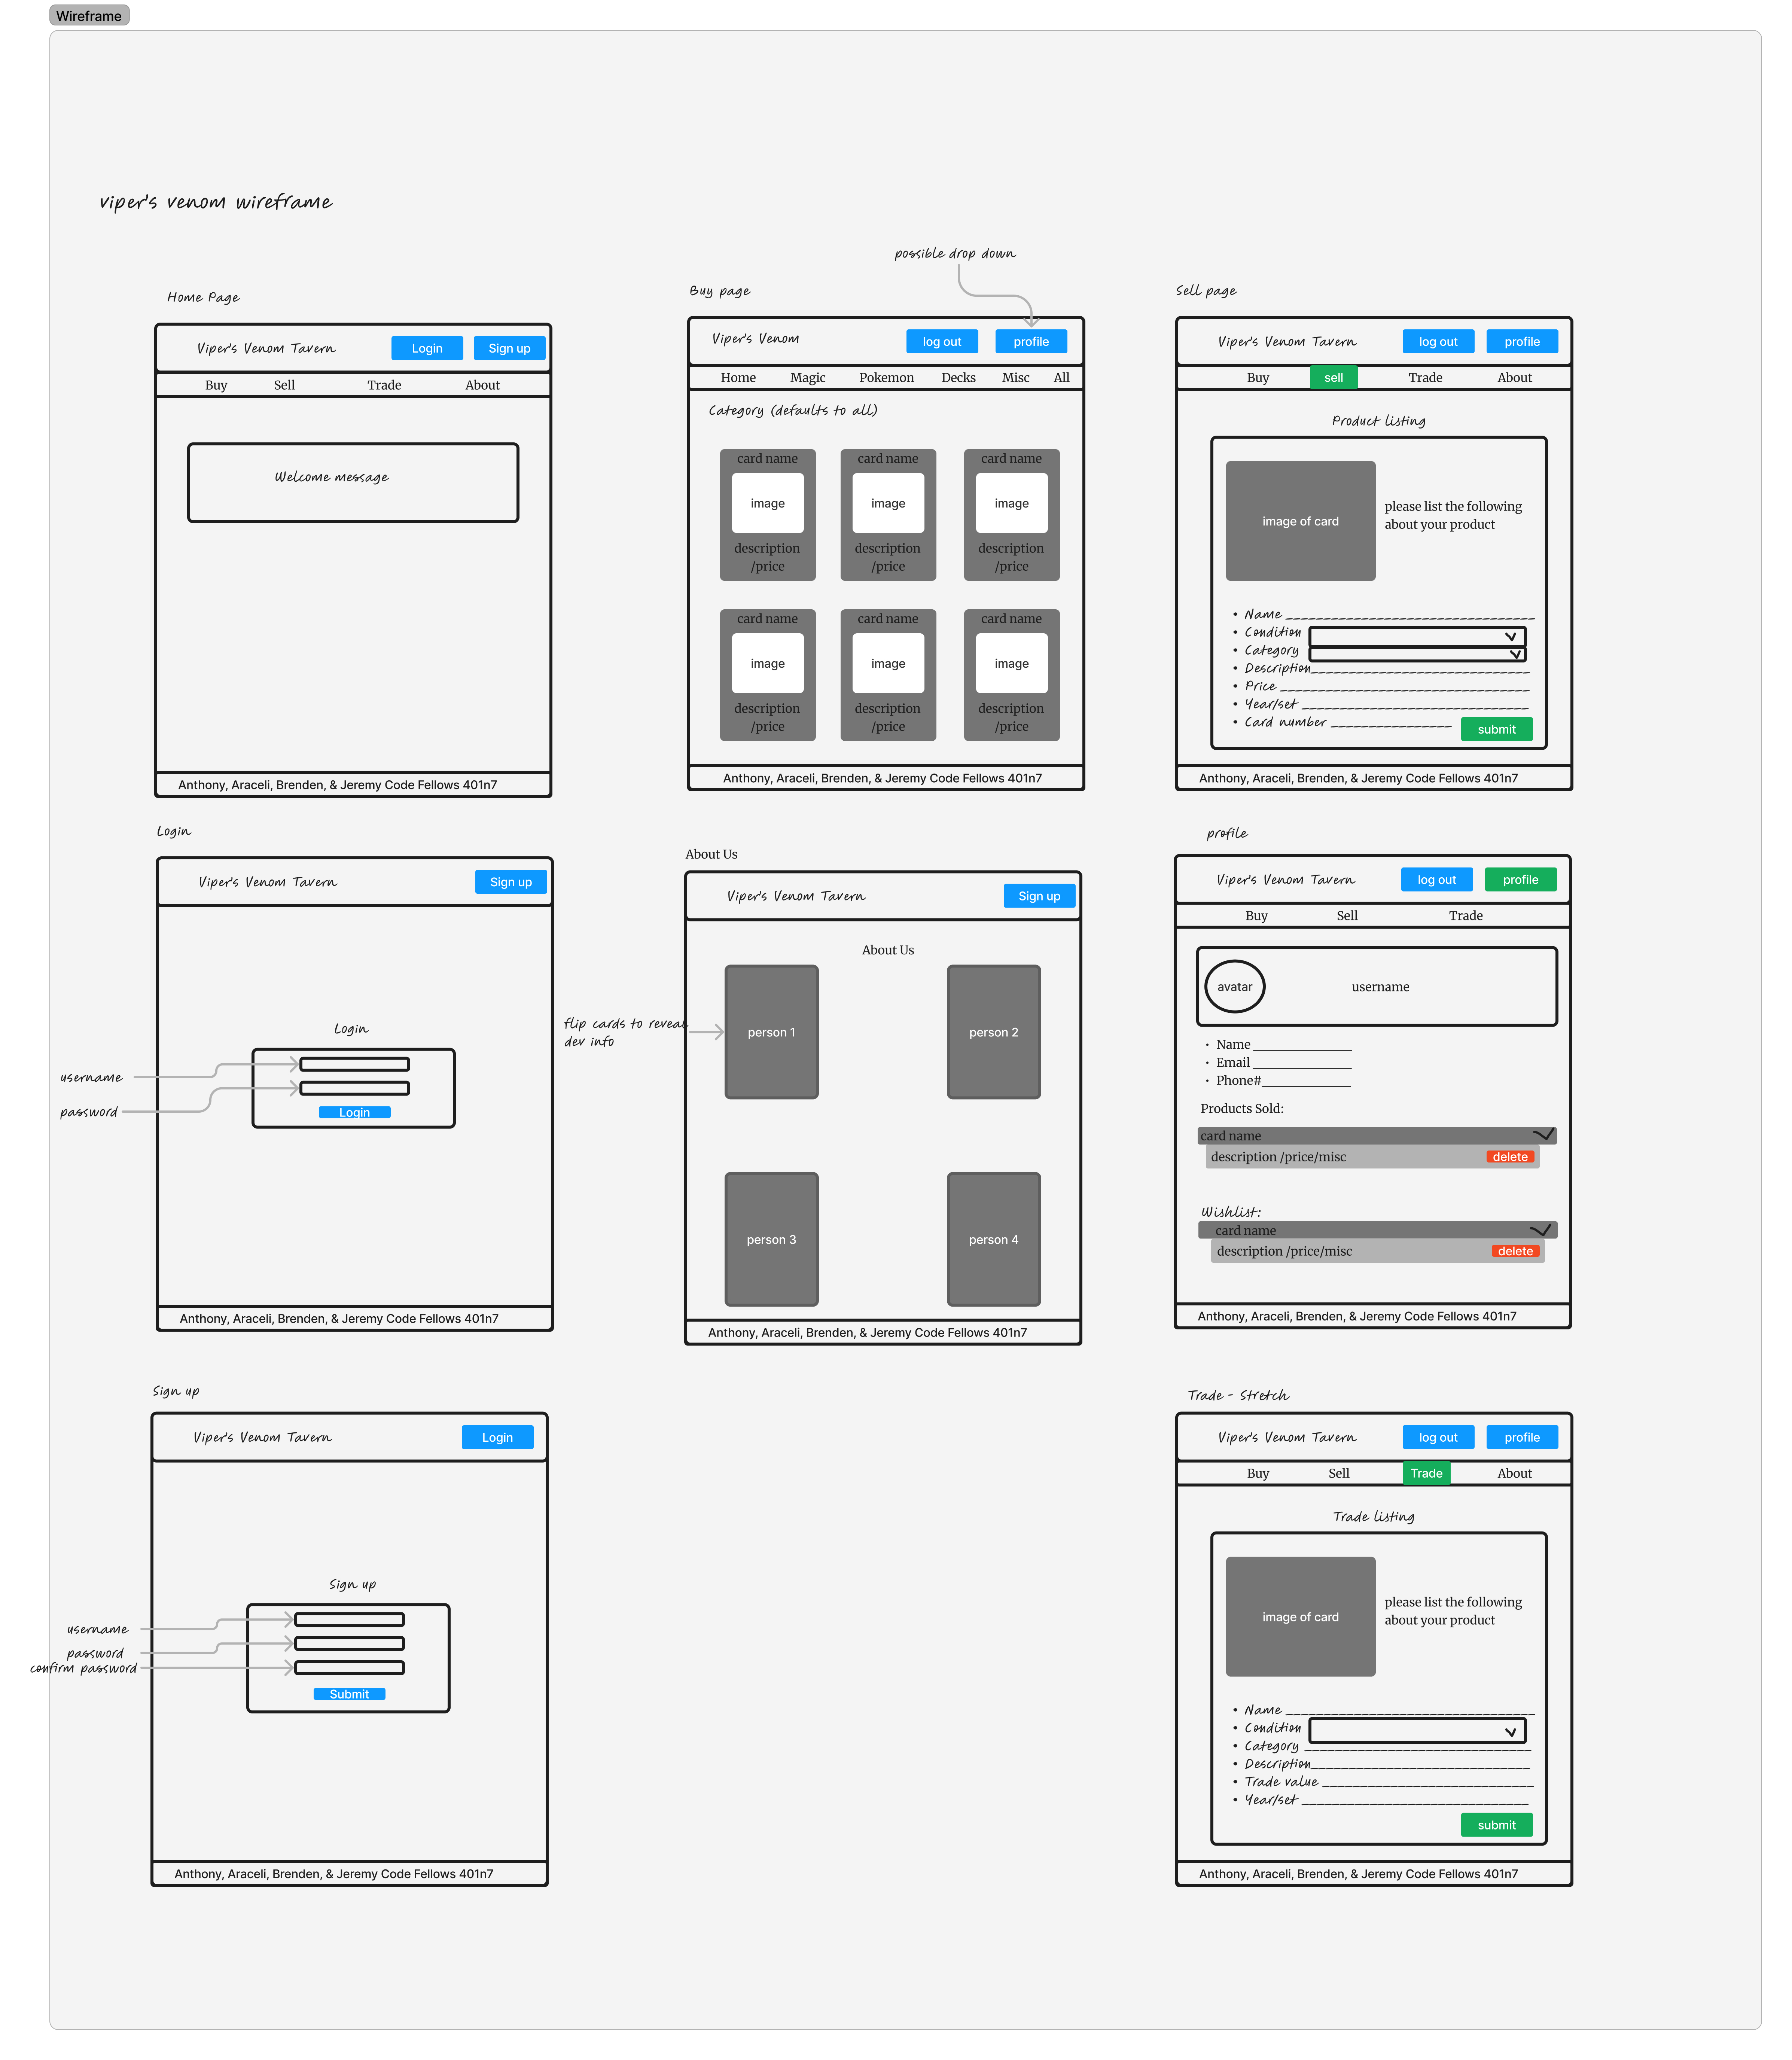 Wireframe
viper's venom wireframe
possible drop down
Home Page
Viper's Venom Tavern
Login
Sign up
Buy
Sell
Trade
About
Welcome message
Anthony, Araceli, Brenden, & Jeremy Code Fellows 401n7
Buy page
Viper's Venom
log out
profile
Home
Magic
Pokemon
Decks
Misc
All
Category (defaults to all)
card name
card name
card name
image
image
image
description
/price
description
/price
description
/price
card name
card name
card name
image
image
image
description
/price
description
/price
description
/price
Anthony, Araceli, Brenden, & Jeremy Code Fellows 401n7
Sell page
Viper's Venom Tavern
log out
profile
Buy
sell
Trade
About
Product listing
image of card
please list the following
about your product
• Name ____________________
• Condition
• Category
• Description____________________
• Price ____________________
• Year/set ____________________
• Card number ____________________
submit
Anthony, Araceli, Brenden, & Jeremy Code Fellows 401n7
Login
Viper's Venom Tavern
Sign up
Login
username
password
Login
Anthony, Araceli, Brenden, & Jeremy Code Fellows 401n7
About Us
Viper's Venom Tavern
Sign up
About Us
flip cards to reveal
dev info
person 1
person 2
person 3
person 4
Anthony, Araceli, Brenden, & Jeremy Code Fellows 401n7
profile
Viper's Venom Tavern
log out
profile
Buy
Sell
Trade
avatar
username
• Name _______________
• Email _______________
• Phone#______________
Products Sold:
card name
description /price/misc
delete
Wishlist:
card name
description /price/misc
delete
Anthony, Araceli, Brenden, & Jeremy Code Fellows 401n7
Sign up
Viper's Venom Tavern
Login
Sign up
username
password
confirm password
Submit
Anthony, Araceli, Brenden, & Jeremy Code Fellows 401n7
Trade - Stretch
Viper's Venom Tavern
log out
profile
Buy
Sell
Trade
About
Trade listing
image of card
please list the following
about your product
• Name ____________________
• Condition
• Category ____________________
• Description____________________
• Trade value ____________________
• Year/set ____________________
submit
Anthony, Araceli, Brenden, & Jeremy Code Fellows 401n7